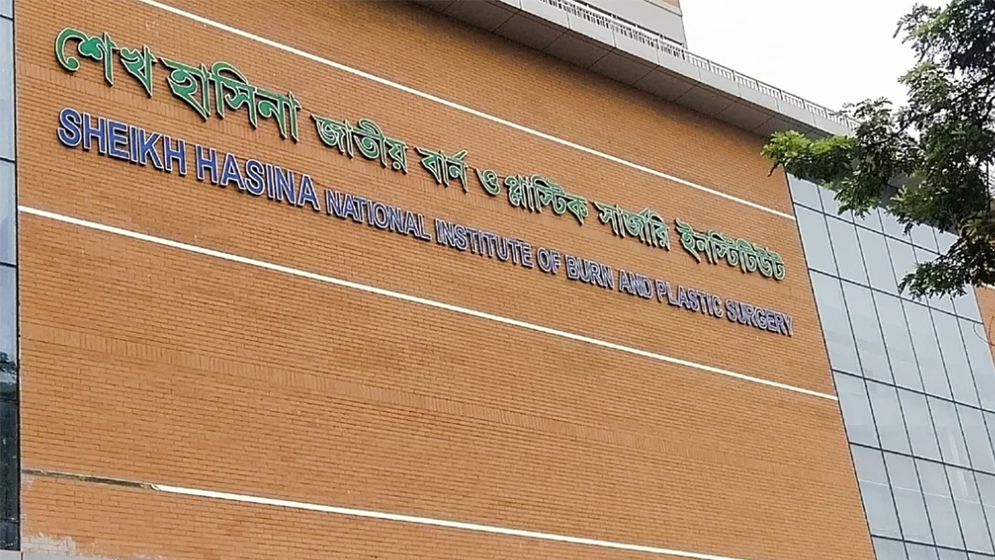 শেখ হাসিনা জাতীয় বার্ন ও প্লাস্টিক সার্জারি ইনস্টিটিউট
SHEIKH HASINA NATIONAL INSTITUTE OF BURN AND PLASTIC SURGERY